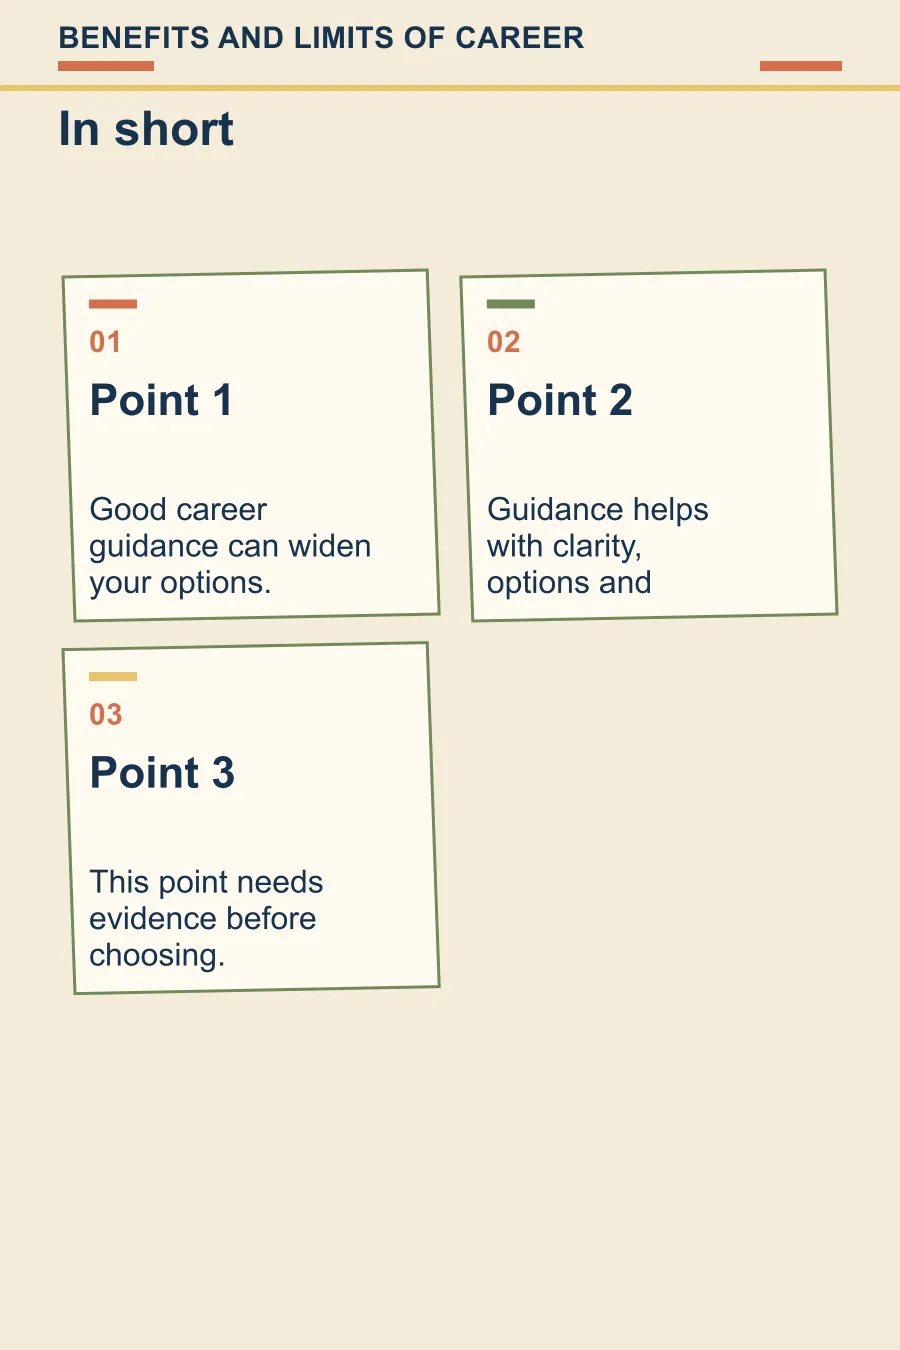 BENEFITS AND LIMITS OF CAREER
In short
01
Point 1
Good career
guidance can widen
your options.
02
Point 2
Guidance helps
with clarity,
options and
03
Point 3
This point needs
evidence before
choosing.